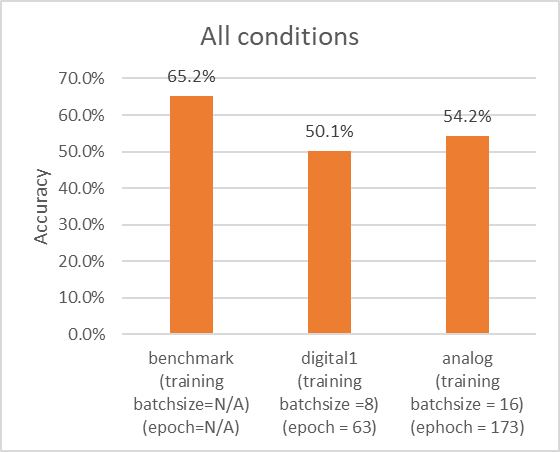 All conditions
70.0%
60.0%
50.0%
40.0%
30.0%
20.0%
10.0%
0.0%
Accuracy
65.2%
50.1%
54.2%
benchmark
(training
batchsize=N/A)
(epoch=N/A)
digital1
(training
batchsize =8)
(epoch = 63)
analog
(training
batchsize = 16)
(ephoch = 173)